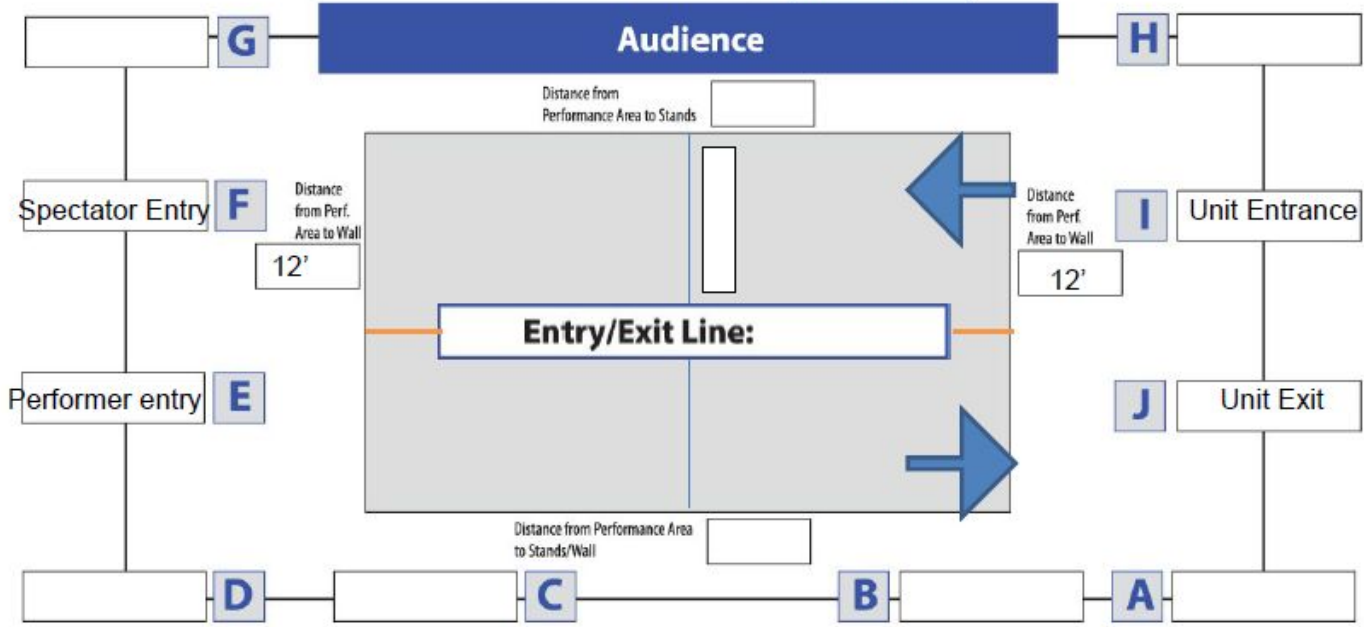 G
Audience
H
Distance from
Performance Area to Stands
Spectator Entry
F
Distance
from Perf.
Area to Wall
12’
Distance
from Perf.
Area to Wall
12’
I
Unit Entrance
Entry/Exit Line:
Performer entry
E
J
Unit Exit
Distance from Performance Area
to Stands/Wall
D
C
B
A